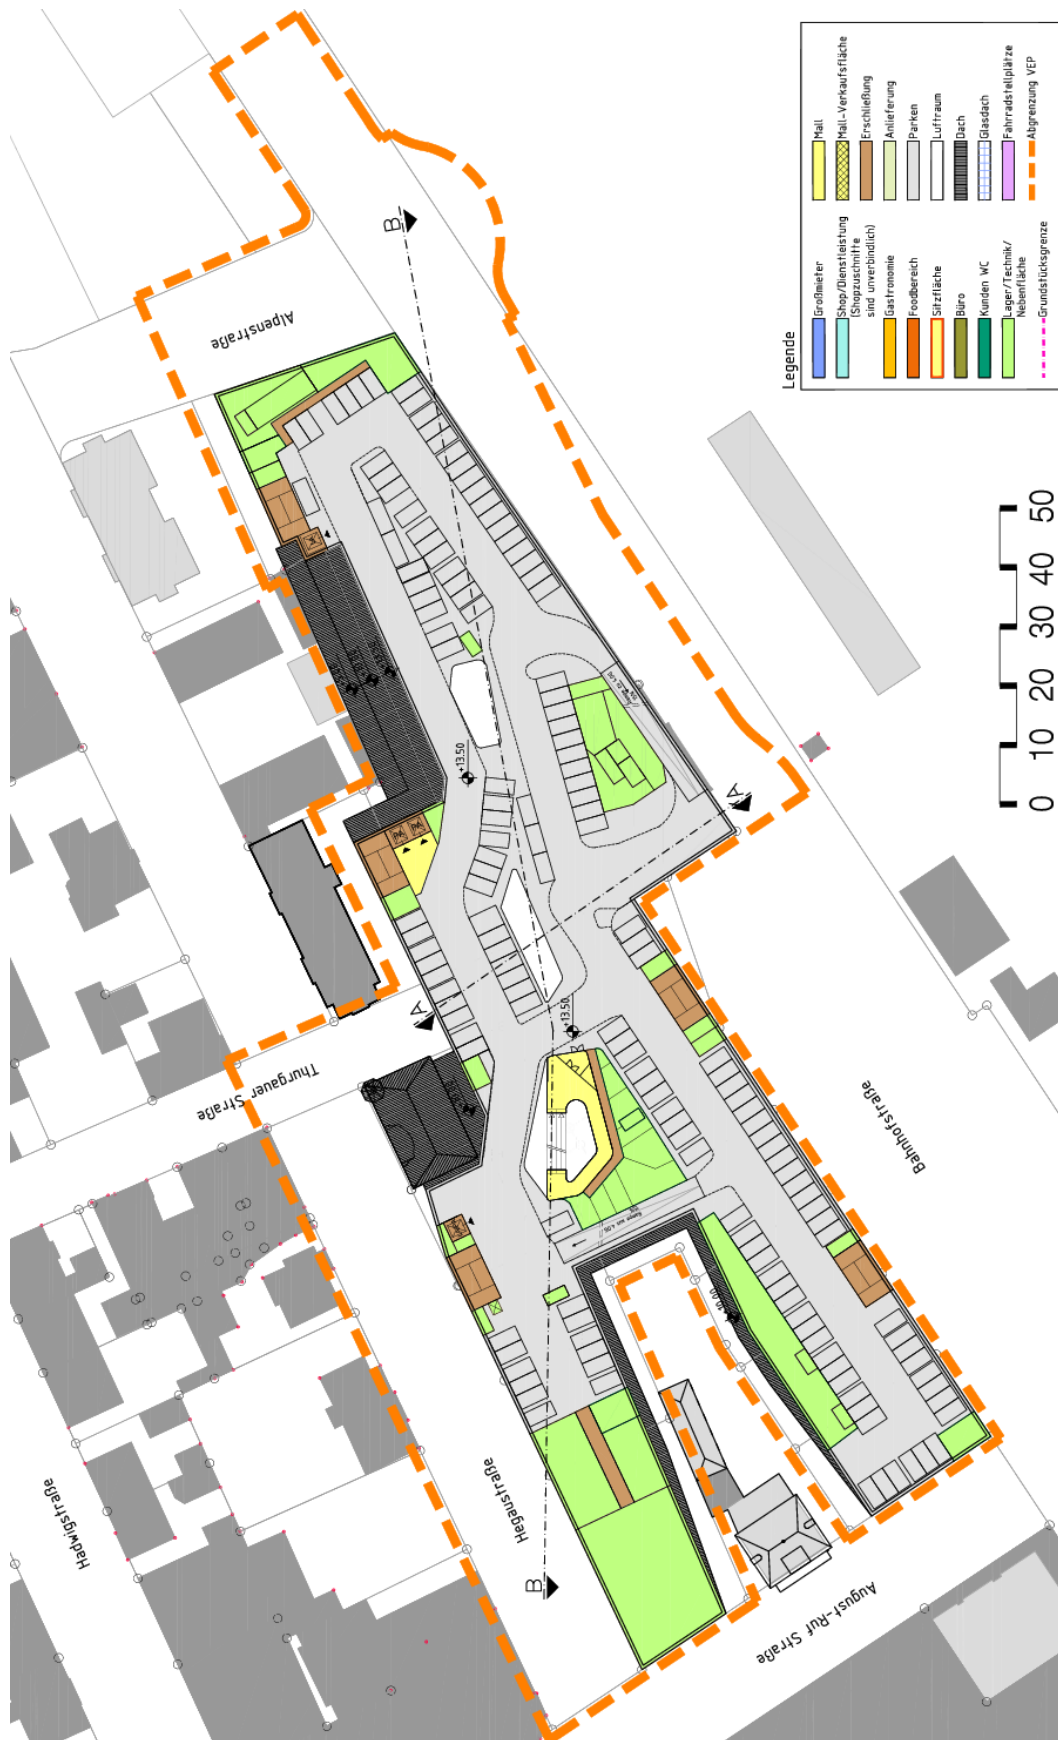 Alpenstraße
B
Thurgauer Straße
Hadwigstraße
Hegaustraße
B
August-Ruf Straße
Bahnhofstraße
A
A
+13.50
+13.50
Legende
Großmieter
Shop/Dienstleistung
(Shopzuschnitte
sind unverbindlich)
Gastronomie
Foodbereich
Sitzfläche
Büro
Kunden WC
Lager/Technik/
Nebenfläche
Grundstücksgrenze
Mall
Mall-Verkaufsfläche
Erschließung
Anlieferung
Parken
Luftraum
Dach
Glasdach
Fahrradstellplätze
Abgrenzung VEP
0 10 20 30 40 50